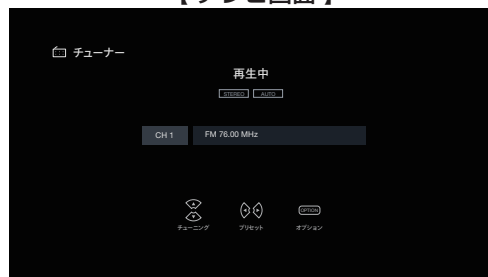 【 テレビ画面 】
チューナー
再生中
STEREO AUTO
CH 1 FM 76.00 MHz
OPTION
チューニング プリセット オプション